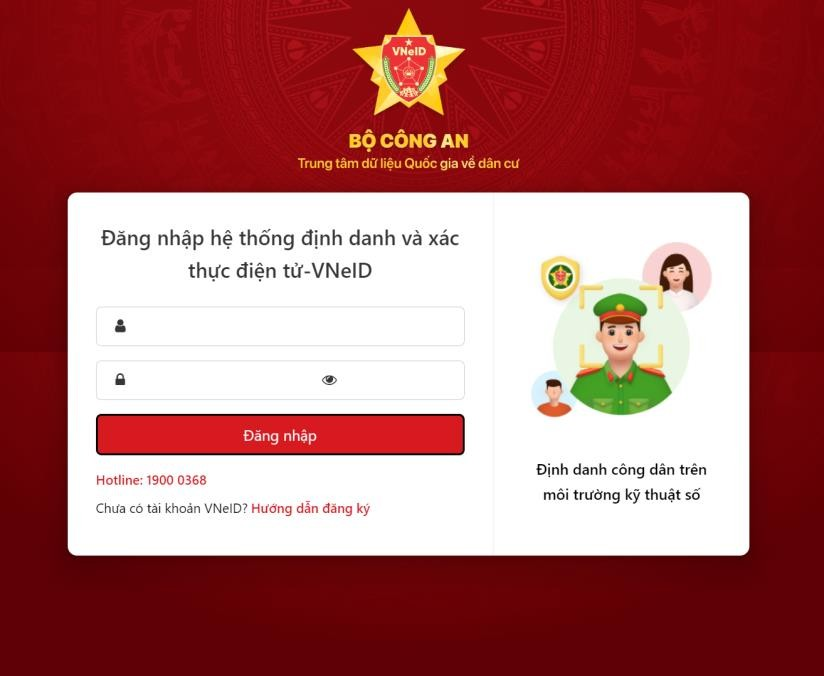 VNeID
BỘ CÔNG AN
Trung tâm dữ liệu Quốc gia về dân cư
Đăng nhập hệ thống định danh và xác
thực điện tử-VNeID
Đăng nhập
Hotline: 1900 0368
Chưa có tài khoản VNeID? Hướng dẫn đăng ký
Định danh công dân trên
môi trường kỹ thuật số